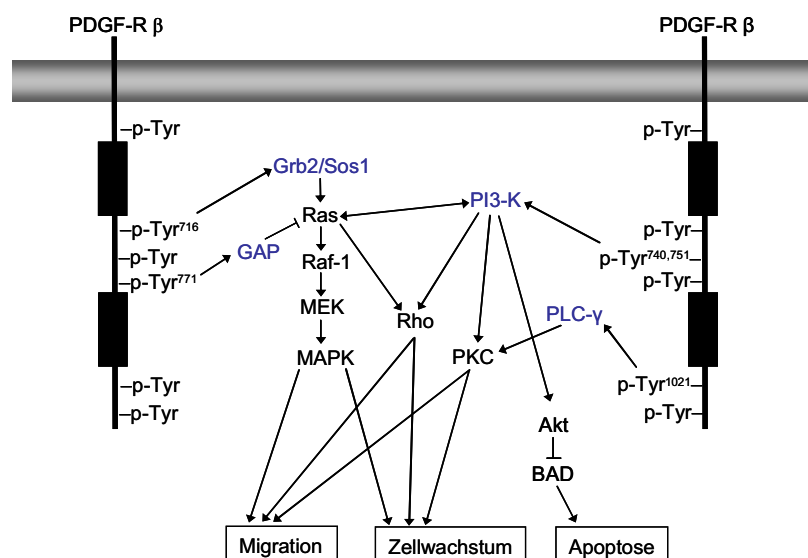 PDGF-R β
PDGF-R β
–p-Tyr
p-Tyr–
Grb2/Sos1
PI3-K
Ras
–p-Tyr716
p-Tyr–
GAP
Raf-1
–p-Tyr
p-Tyr740,751–
–p-Tyr771
p-Tyr–
MEK
Rho
PLC-γ
MAPK
PKC
–p-Tyr
p-Tyr1021–
–p-Tyr
p-Tyr–
Akt
BAD
Migration
Zellwachstum
Apoptose